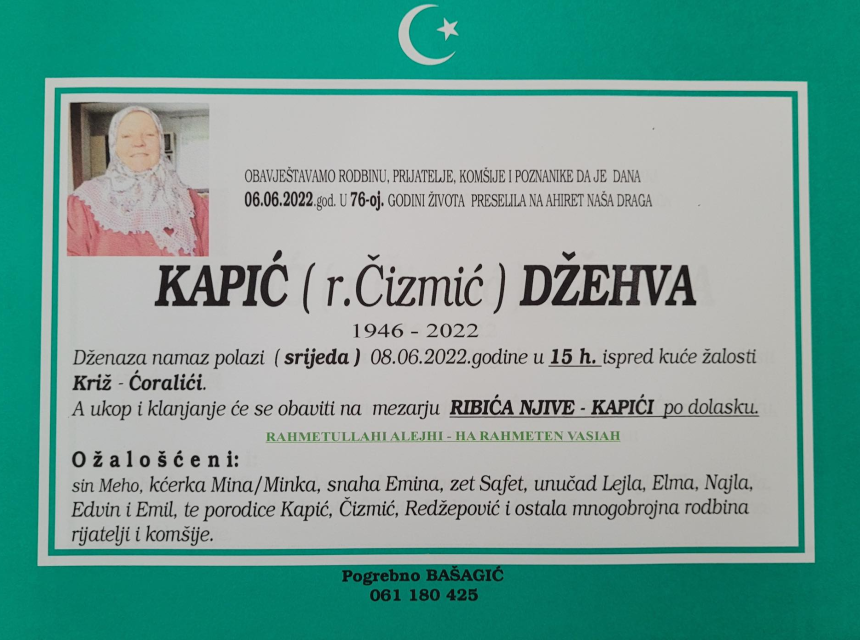 OBAVJEŠTAVAMO RODBINU, PRIJATELJE, KOMŠIJE I POZNANIKE DA JE DANA
06.06.2022.god. U 76-oj. GODINI ŽIVOTA PRESELILA NA AHIRET NAŠA DRAGA
KAPIĆ ( r.Čizmić ) DŽEHVA
1946 - 2022
Dženaza namaz polazi ( srijeda ) 08.06.2022.godine u 15 h. ispred kuće žalosti
Križ - Ćoralići.
A ukop i klanjanje će se obaviti na mezarju RIBIĆA NJIVE - KAPIĆI po dolasku.
RAHMETULLAHI ALEJHI - HA RAHMETEN VASIAH
Ožalošćeni:
sin Meho, kćerka Mina/Minka, snaha Emina, zet Safet, unučad Lejla, Elma, Najla,
Edvin i Emil, te porodice Kapić, Čizmić, Redžepović i ostala mnogobrojna rodbina
rijatelji i komšije.
Pogrebno BAŠAGIĆ
061 180 425